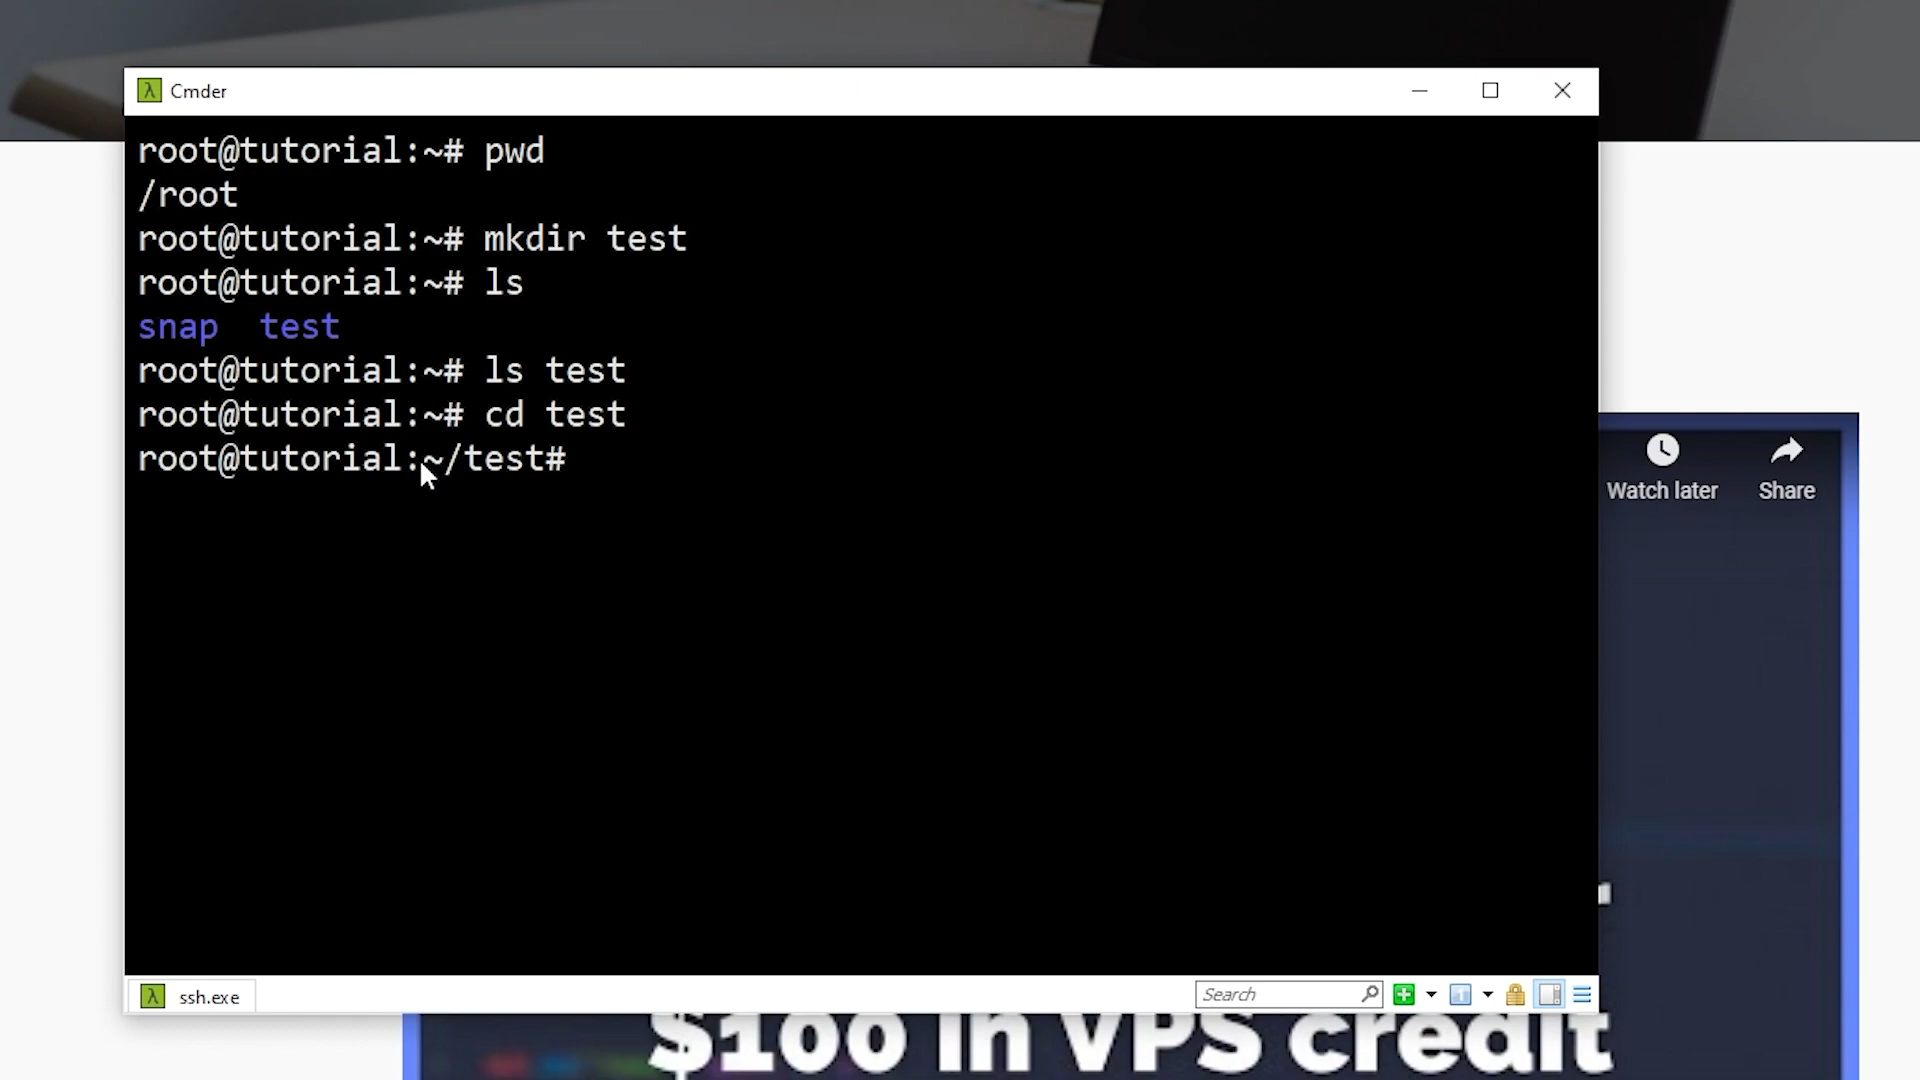 Cmder
root@tutorial:~# pwd
/root
root@tutorial:~# mkdir test
root@tutorial:~# ls
snap  test
root@tutorial:~# ls test
root@tutorial:~# cd test
root@tutorial:~/test#
Watch later Share
ssh.exe
Search
$100 in VPS credit